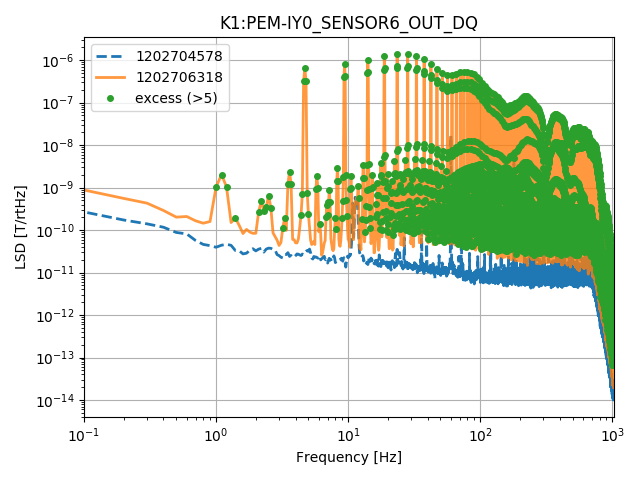 K1:PEM-IY0_SENSOR6_OUT_DQ
1202704578
1202706318
excess (>5)
LSD [T/rtHz]
10⁻⁶
10⁻⁷
10⁻⁸
10⁻⁹
10⁻¹⁰
10⁻¹¹
10⁻¹²
10⁻¹³
10⁻¹⁴
10⁻¹ 10⁰ 10¹ 10² 10³
Frequency [Hz]